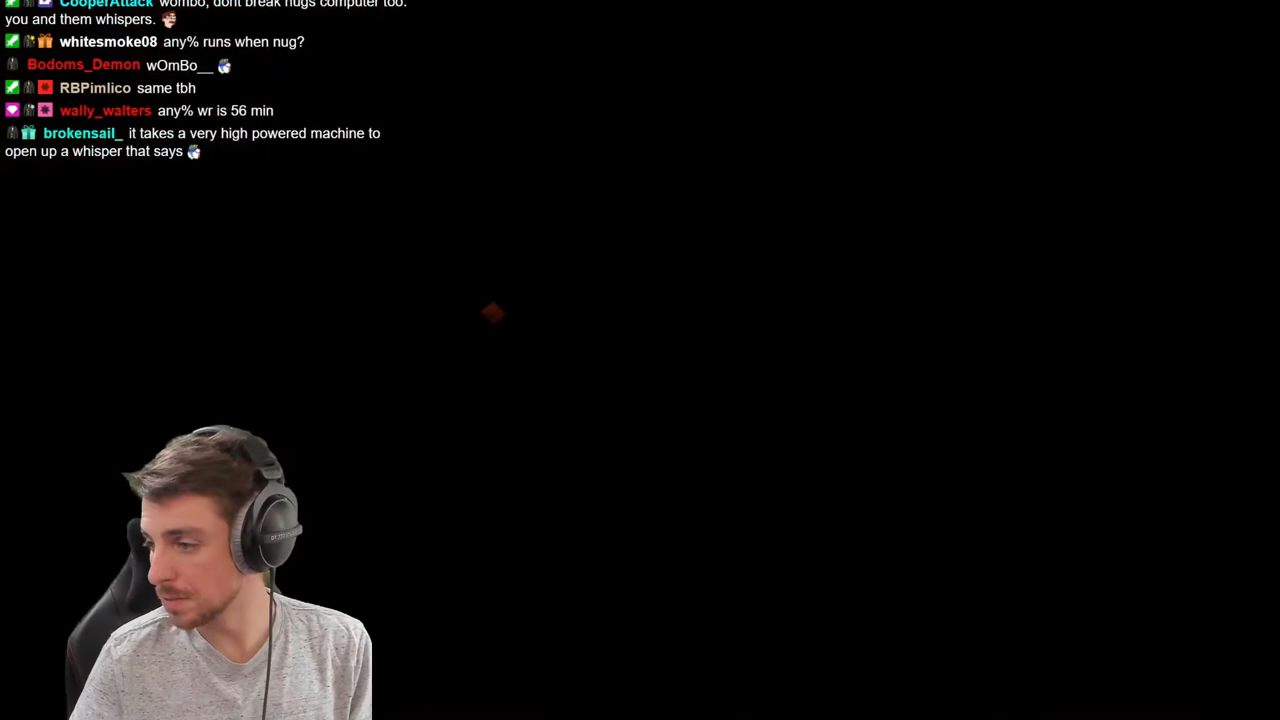 CooperAttack wombo, dont break nugs computer too.
you and them whispers.
whitesmoke08 any% runs when nug?
Bodoms_Demon wOmBo__
RBPimlico same tbh
wally_walters any% wr is 56 min
brokensail_ it takes a very high powered machine to
open up a whisper that says